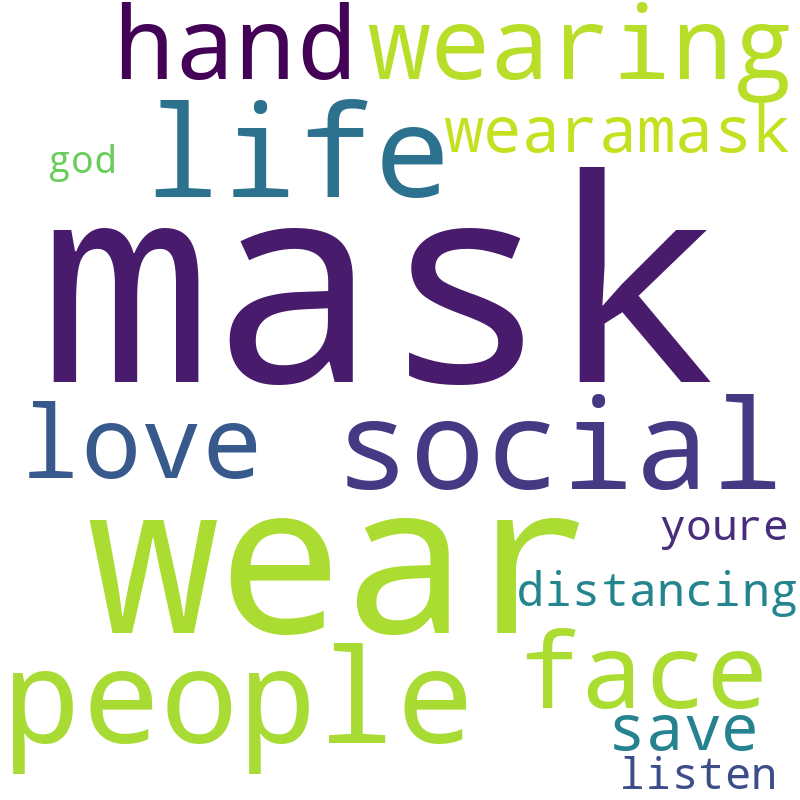 hand wearing
life wearamask
god
mask
love social
wear
youre
distancing
people face
save
listen